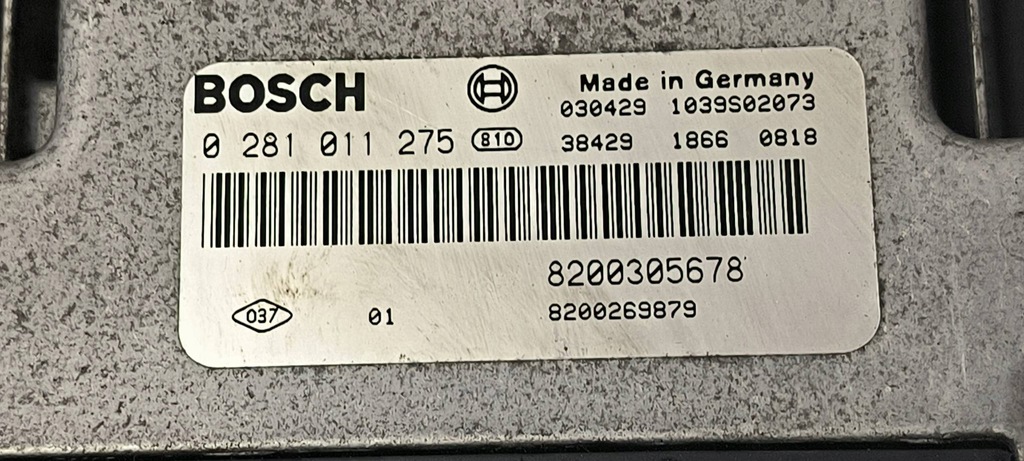 BOSCH
Made in Germany
030429 1039S02073
0 281 011 275 810
38429 1866 0818
8200305678
037 01
8200269879